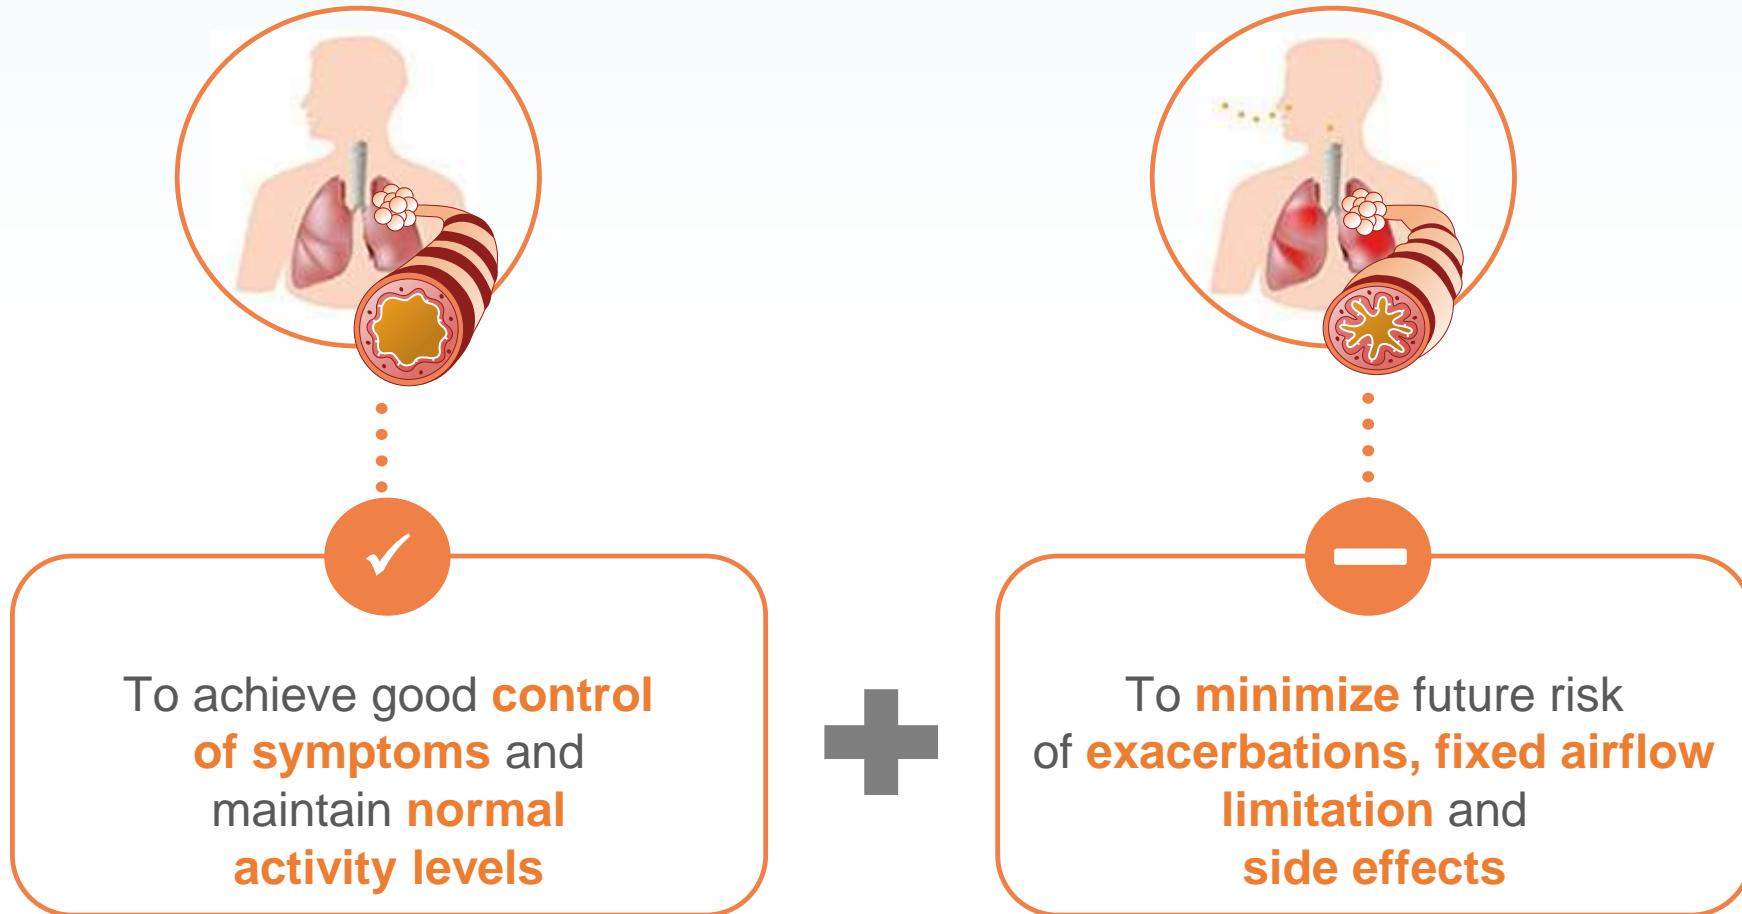 To achieve good control
of symptoms and
maintain normal
activity levels
To minimize future risk
of exacerbations, fixed airflow
limitation and
side effects